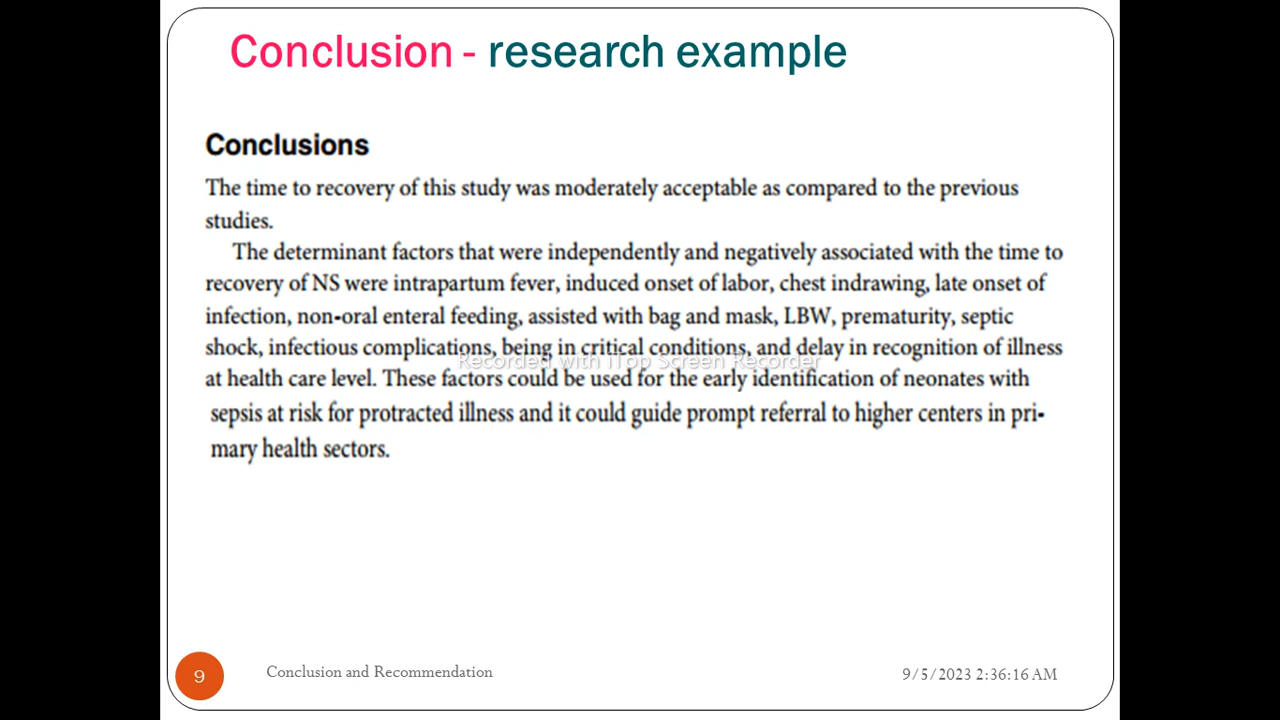 Conclusion - research example
Conclusions
The time to recovery of this study was moderately acceptable as compared to the previous
studies.
The determinant factors that were independently and negatively associated with the time to
recovery of NS were intrapartum fever, induced onset of labor, chest indrawing, late onset of
infection, non-oral enteral feeding, assisted with bag and mask, LBW, prematurity, septic
shock, infectious complications, being in critical conditions, and delay in recognition of illness
Recorded with iTop Screen Recorder
at health care level. These factors could be used for the early identification of neonates with
sepsis at risk for protracted illness and it could guide prompt referral to higher centers in pri-
mary health sectors.
9
Conclusion and Recommendation
9/5/2023 2:36:16 AM